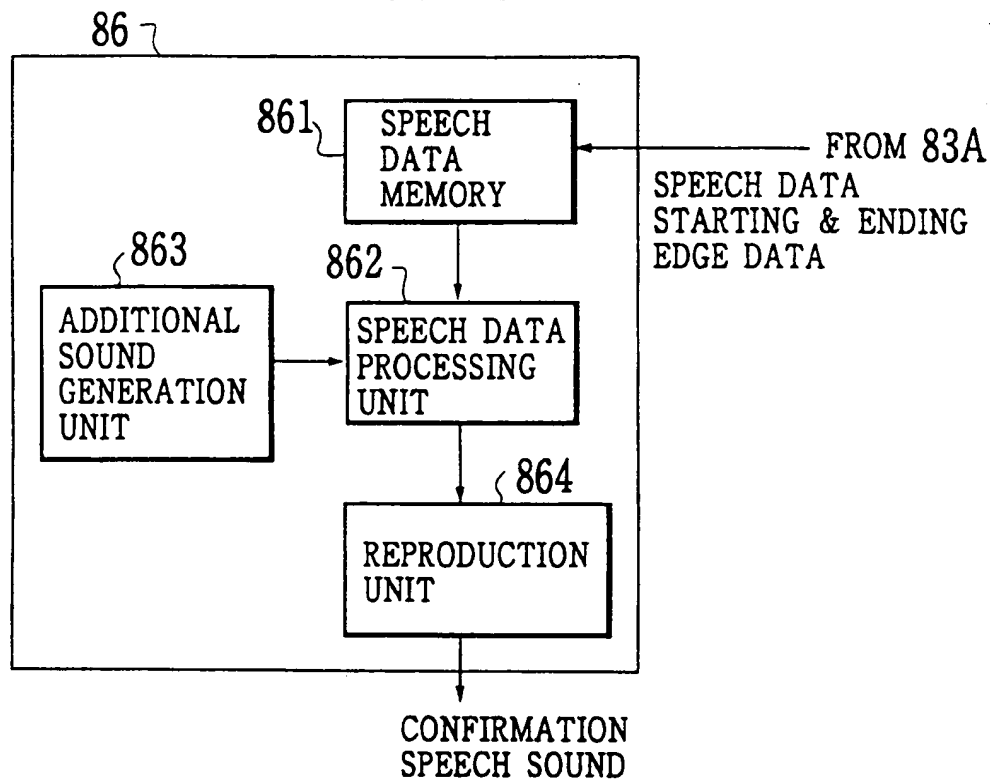 86
861
SPEECH
DATA
MEMORY
FROM 83A
SPEECH DATA
STARTING & ENDING
EDGE DATA
863
ADDITIONAL
SOUND
GENERATION
UNIT
862
SPEECH DATA
PROCESSING
UNIT
864
REPRODUCTION
UNIT
CONFIRMATION
SPEECH SOUND